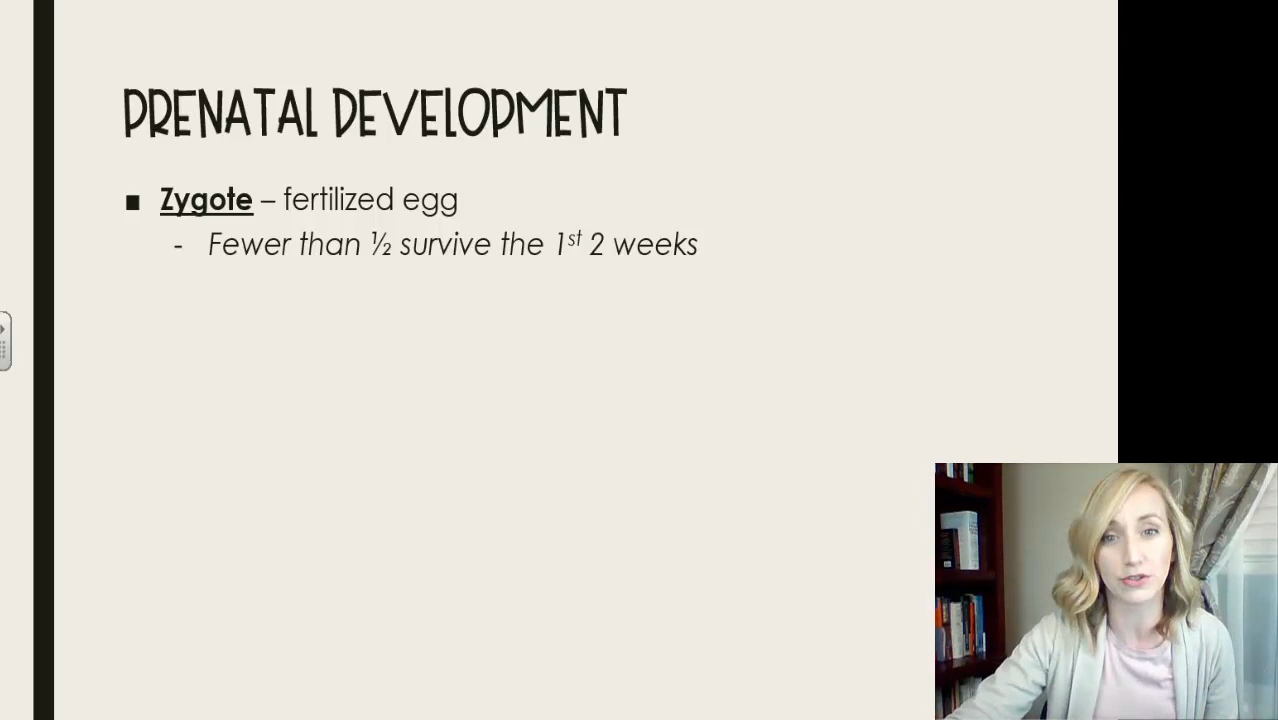 PRENATAL DEVELOPMENT
■ Zygote – fertilized egg
- Fewer than ½ survive the 1st 2 weeks